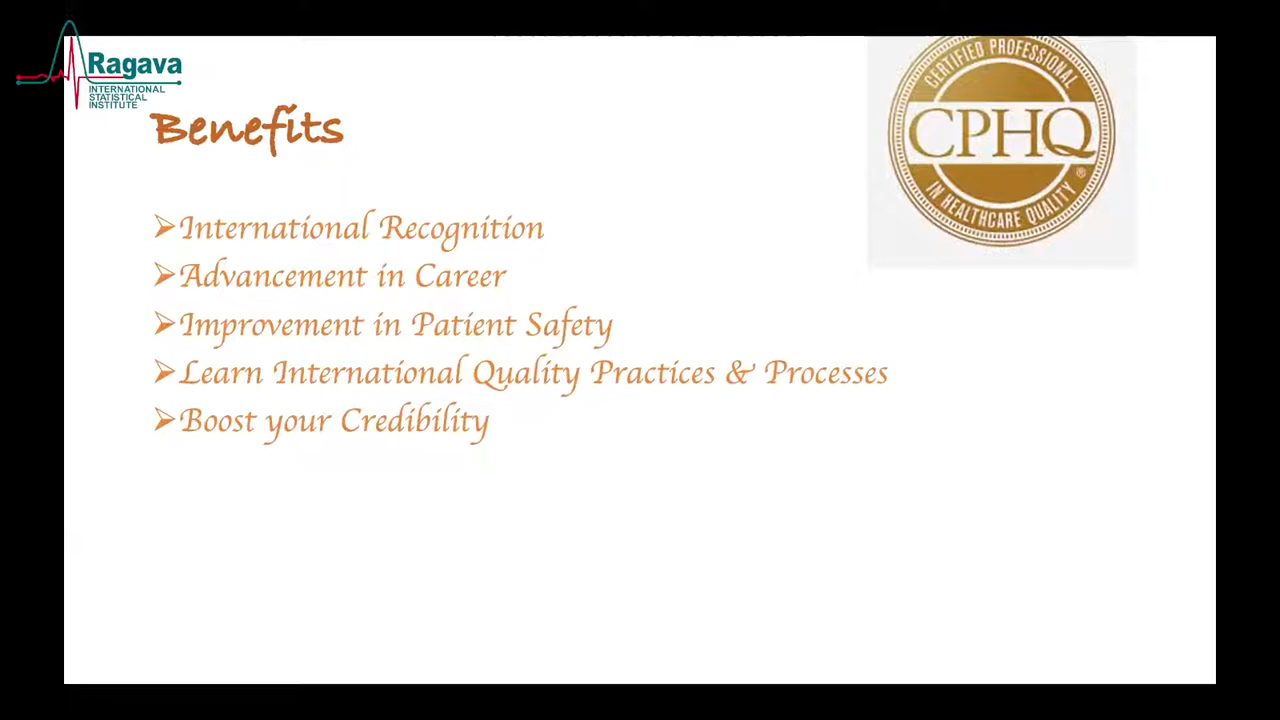 Ragava
INTERNATIONAL
STATISTICAL
INSTITUTE
Benefits
CERTIFIED PROFESSIONAL
CPHQ
®
IN HEALTHCARE QUALITY
➢International Recognition
➢Advancement in Career
➢Improvement in Patient Safety
➢Learn International Quality Practices & Processes
➢Boost your Credibility